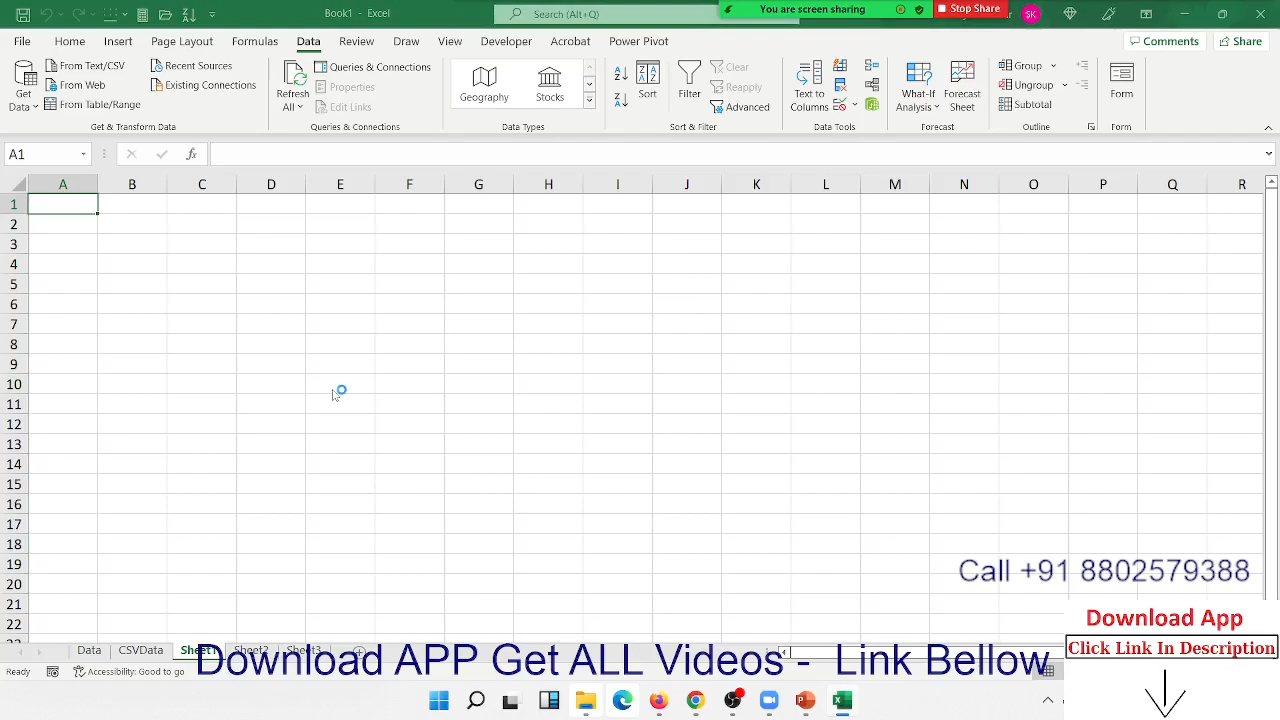 Book1 - Excel
Search (Alt+Q)
You are screen sharing
Stop Share
SK
File Home Insert Page Layout Formulas Data Review View Draw Developer Acrobat Power Pivot
Comments
Share
Get Data
From Text/CSV
From Web
From Table/Range
Recent Sources
Existing Connections
Get & Transform Data
Refresh All
Queries & Connections
Properties
Edit Links
Queries & Connections
Geography
Stocks
Data Types
Sort
Filter
Clear
Reapply
Advanced
Sort & Filter
Text to Columns
Data Tools
What-If Analysis
Forecast Sheet
Forecast
Group
Ungroup
Subtotal
Outline
Form
Form
A1
fx
A B C D E F G H I J K L M N O P Q R
1
2
3
4
5
6
7
8
9
10
11
12
13
14
15
16
17
18
19
20
21
22
Call +91 8802579388
Download App
Click Link In Description
Data CSVData Sheet1 Sheet2 Sheet3
Download APP Get ALL Videos - Link Bellow
Ready
Accessibility: Good to go